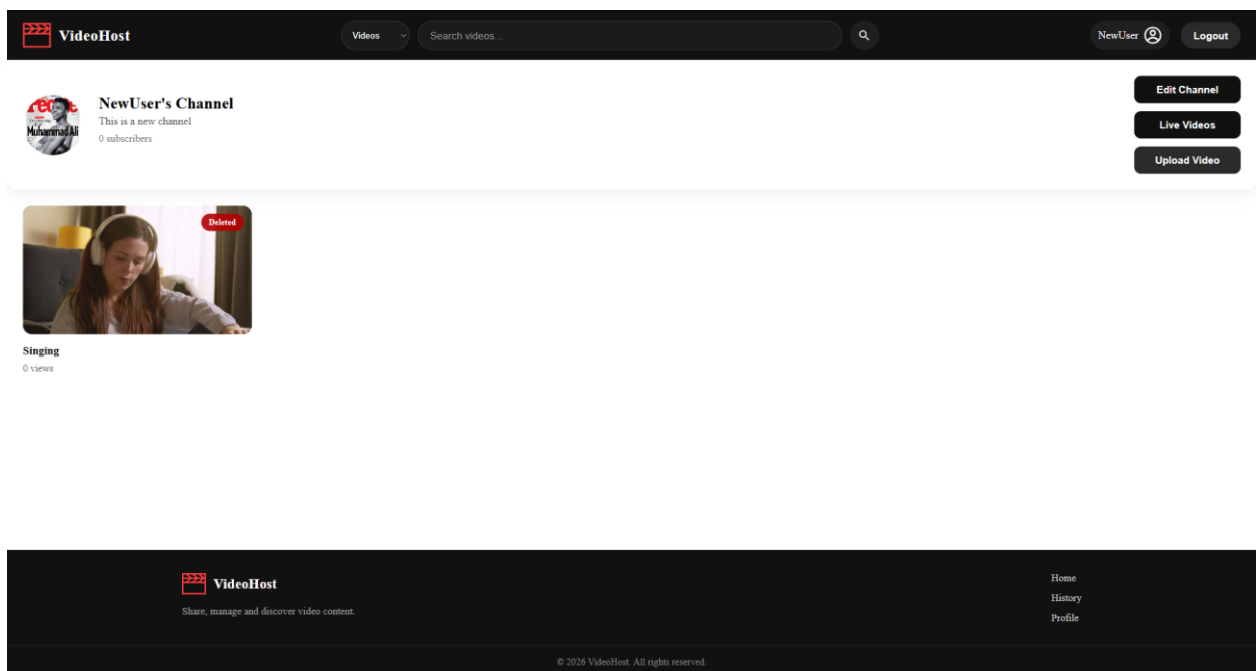 VideoHost
Videos
Search videos...
NewUser
Logout
NewUser's Channel
This is a new channel
0 subscribers
Muhammad Ali
Edit Channel
Live Videos
Upload Video
Deleted
Singing
0 views
VideoHost
Share, manage and discover video content.
Home
History
Profile
© 2026 VideoHost. All rights reserved.